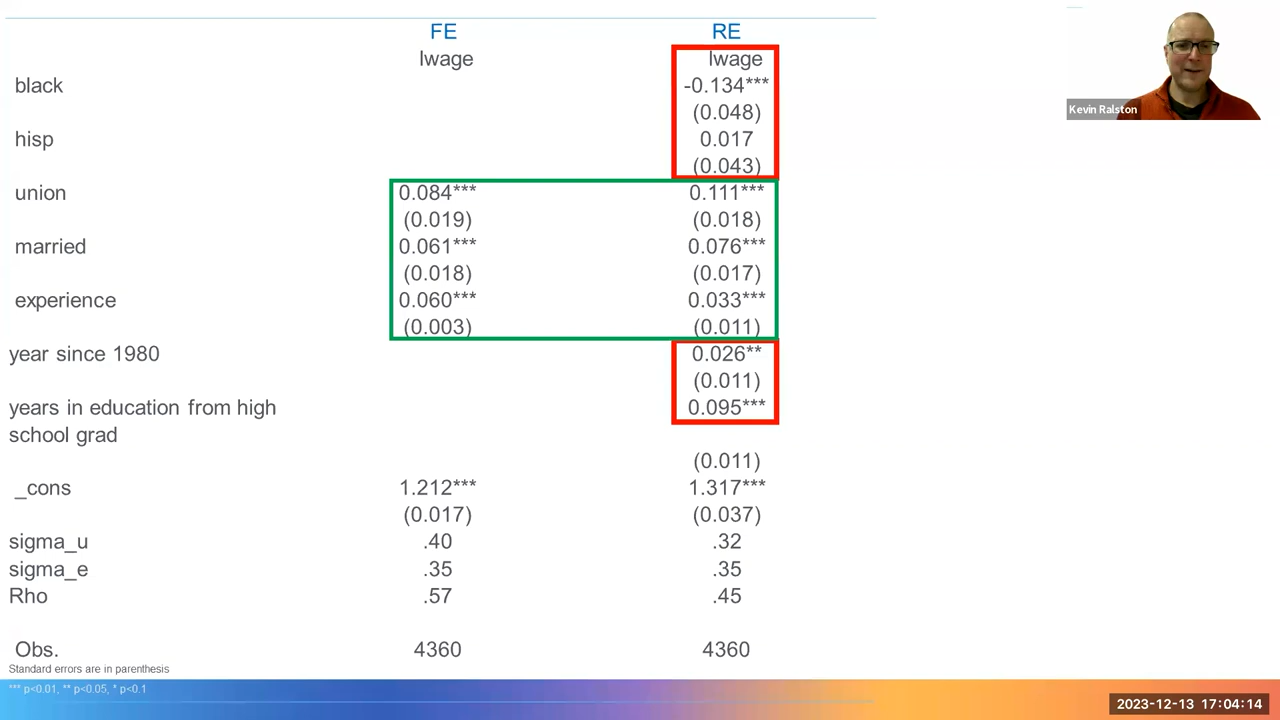 FE RE
lwage lwage
black -0.134***
(0.048)
hisp 0.017
(0.043)
union 0.084*** 0.111***
(0.019) (0.018)
married 0.061*** 0.076***
(0.018) (0.017)
experience 0.060*** 0.033***
(0.003) (0.011)
year since 1980 0.026**
(0.011)
years in education from high 0.095***
school grad
(0.011)
_cons 1.212*** 1.317***
(0.017) (0.037)
sigma_u .40 .32
sigma_e .35 .35
Rho .57 .45
Obs. 4360 4360
Standard errors are in parenthesis
*** p<0.01, ** p<0.05, * p<0.1
Kevin Ralston
2023-12-13 17:04:14